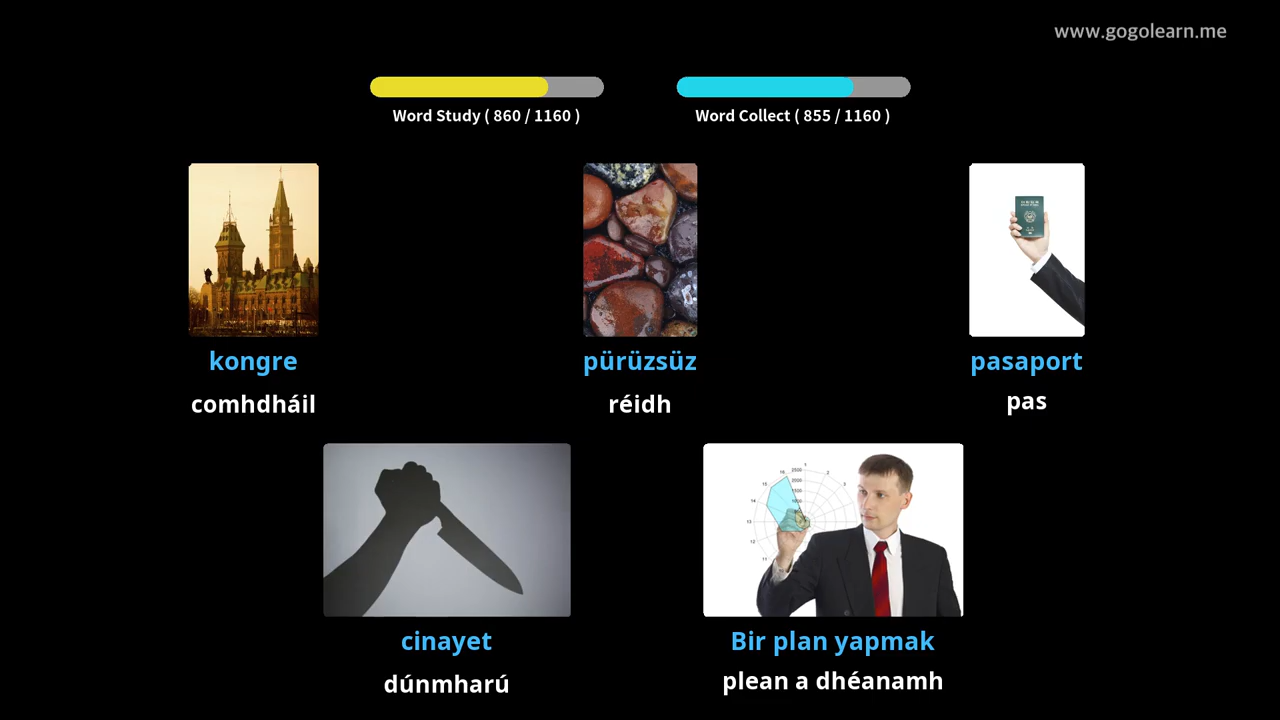 www.gogolearn.me
Word Study ( 860 / 1160 )
Word Collect ( 855 / 1160 )
kongre
pürüzsüz
pasaport
comhdháil
réidh
pas
cinayet
Bir plan yapmak
dúnmharú
plean a dhéanamh